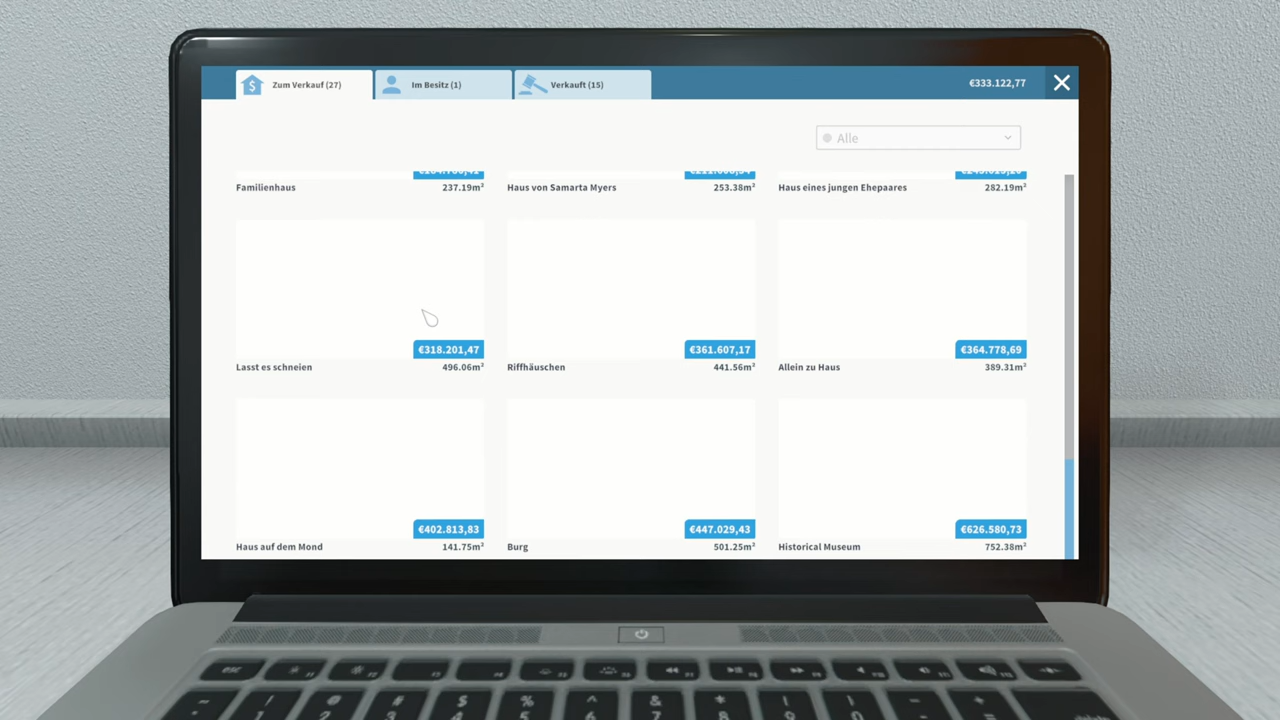 Zum Verkauf (27)
Im Besitz (1)
Verkauft (15)
€333.122,77
Alle
Familienhaus
237.19m²
Haus von Samarta Myers
253.38m²
Haus eines jungen Ehepaares
282.19m²
€318.201,47
€361.607,17
€364.778,69
Lasst es schneien
496.06m²
Riffhäuschen
441.56m²
Allein zu Haus
389.31m²
€402.813,83
€447.029,43
€626.580,73
Haus auf dem Mond
141.75m²
Burg
501.25m²
Historical Museum
752.38m²
esc